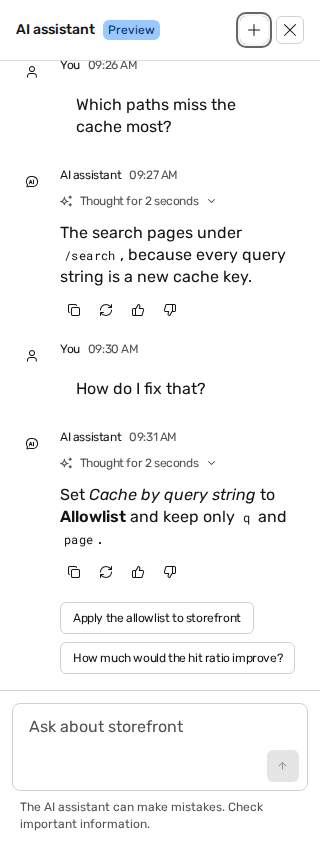 AI assistant Preview
You 09:26 AM
Which paths miss the
cache most?
AI assistant 09:27 AM
Thought for 2 seconds
The search pages under
/search, because every query
string is a new cache key.
You 09:30 AM
How do I fix that?
AI assistant 09:31 AM
Thought for 2 seconds
Set Cache by query string to
Allowlist and keep only q and
page.
Apply the allowlist to storefront
How much would the hit ratio improve?
Ask about storefront
The AI assistant can make mistakes. Check
important information.